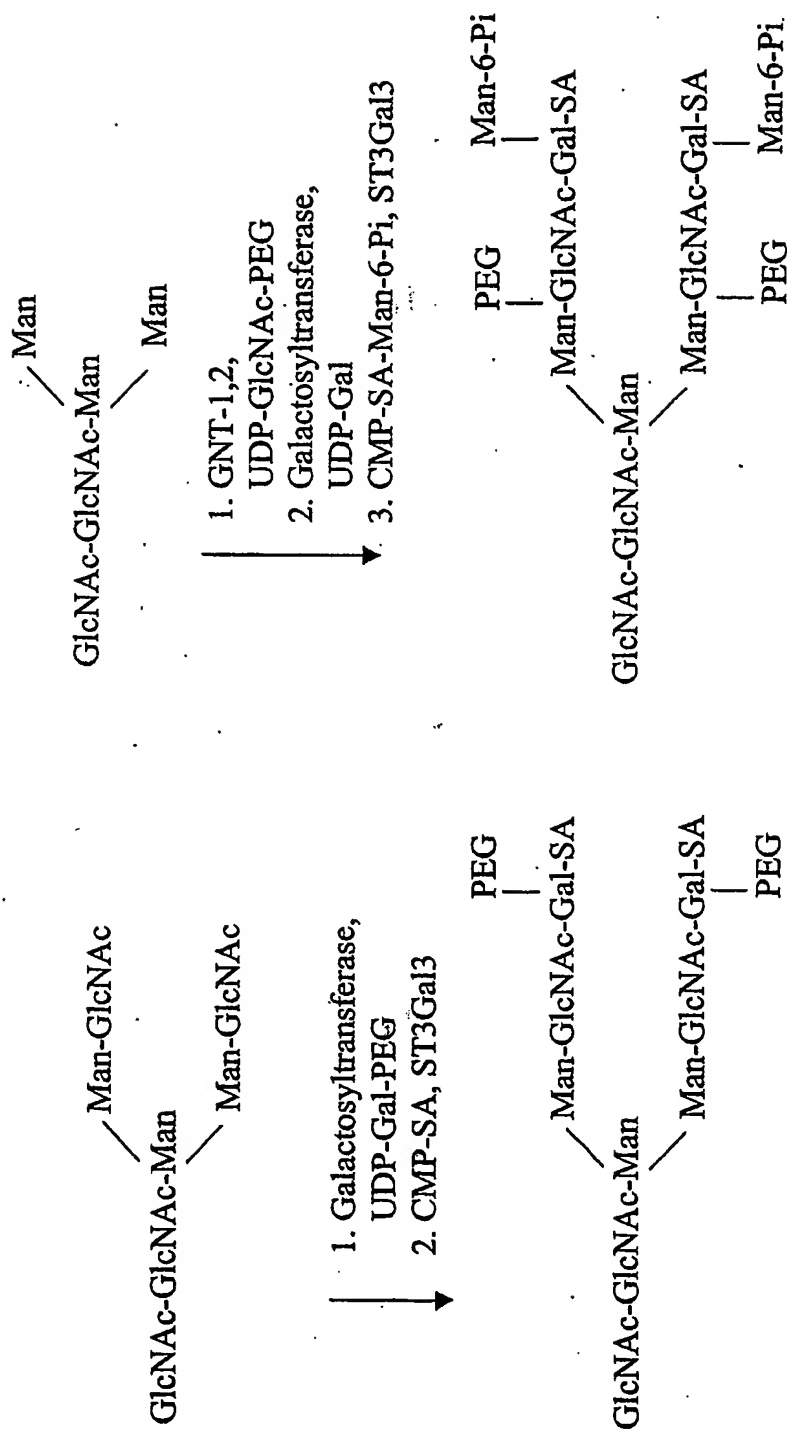 Man-GlcNAc
GlcNAc-GlcNAc-Man
Man-GlcNAc
1. Galactosyltransferase,
UDP-Gal-PEG
2. CMP-SA, ST3Gal3
PEG
Man-GlcNAc-Gal-SA
GlcNAc-GlcNAc-Man
Man-GlcNAc-Gal-SA
PEG
Man
GlcNAc-GlcNAc-Man
Man
1. GNT-1,2,
UDP-GlcNAc-PEG
2. Galactosyltransferase,
UDP-Gal
3. CMP-SA-Man-6-Pi, ST3Gal3
PEG Man-6-Pi
Man-GlcNAc-Gal-SA
GlcNAc-GlcNAc-Man
Man-GlcNAc-Gal-SA
PEG Man-6-Pi